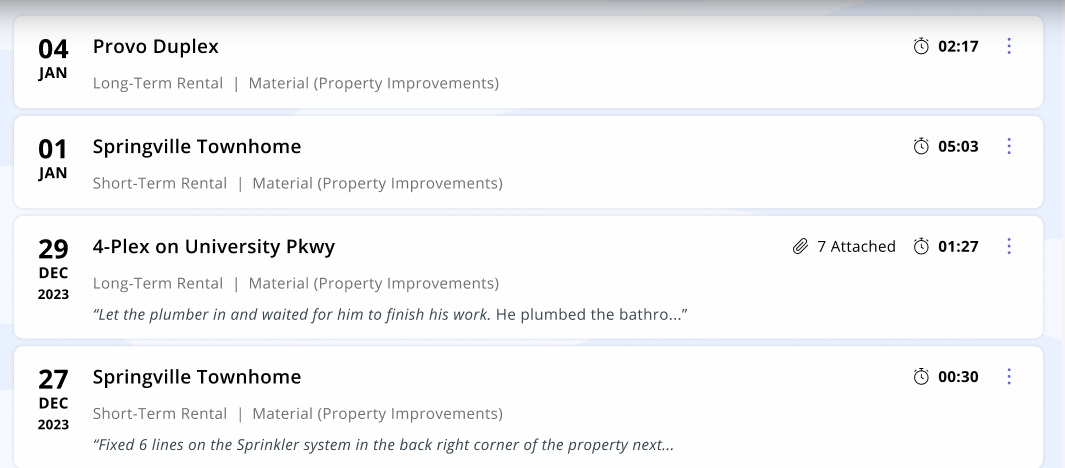 04
JAN
Provo Duplex
02:17
Long-Term Rental | Material (Property Improvements)
01
JAN
Springville Townhome
05:03
Short-Term Rental | Material (Property Improvements)
29
DEC
2023
4-Plex on University Pkwy
7 Attached
01:27
Long-Term Rental | Material (Property Improvements)
“Let the plumber in and waited for him to finish his work. He plumbed the bathro...”
27
DEC
2023
Springville Townhome
00:30
Short-Term Rental | Material (Property Improvements)
“Fixed 6 lines on the Sprinkler system in the back right corner of the property next...